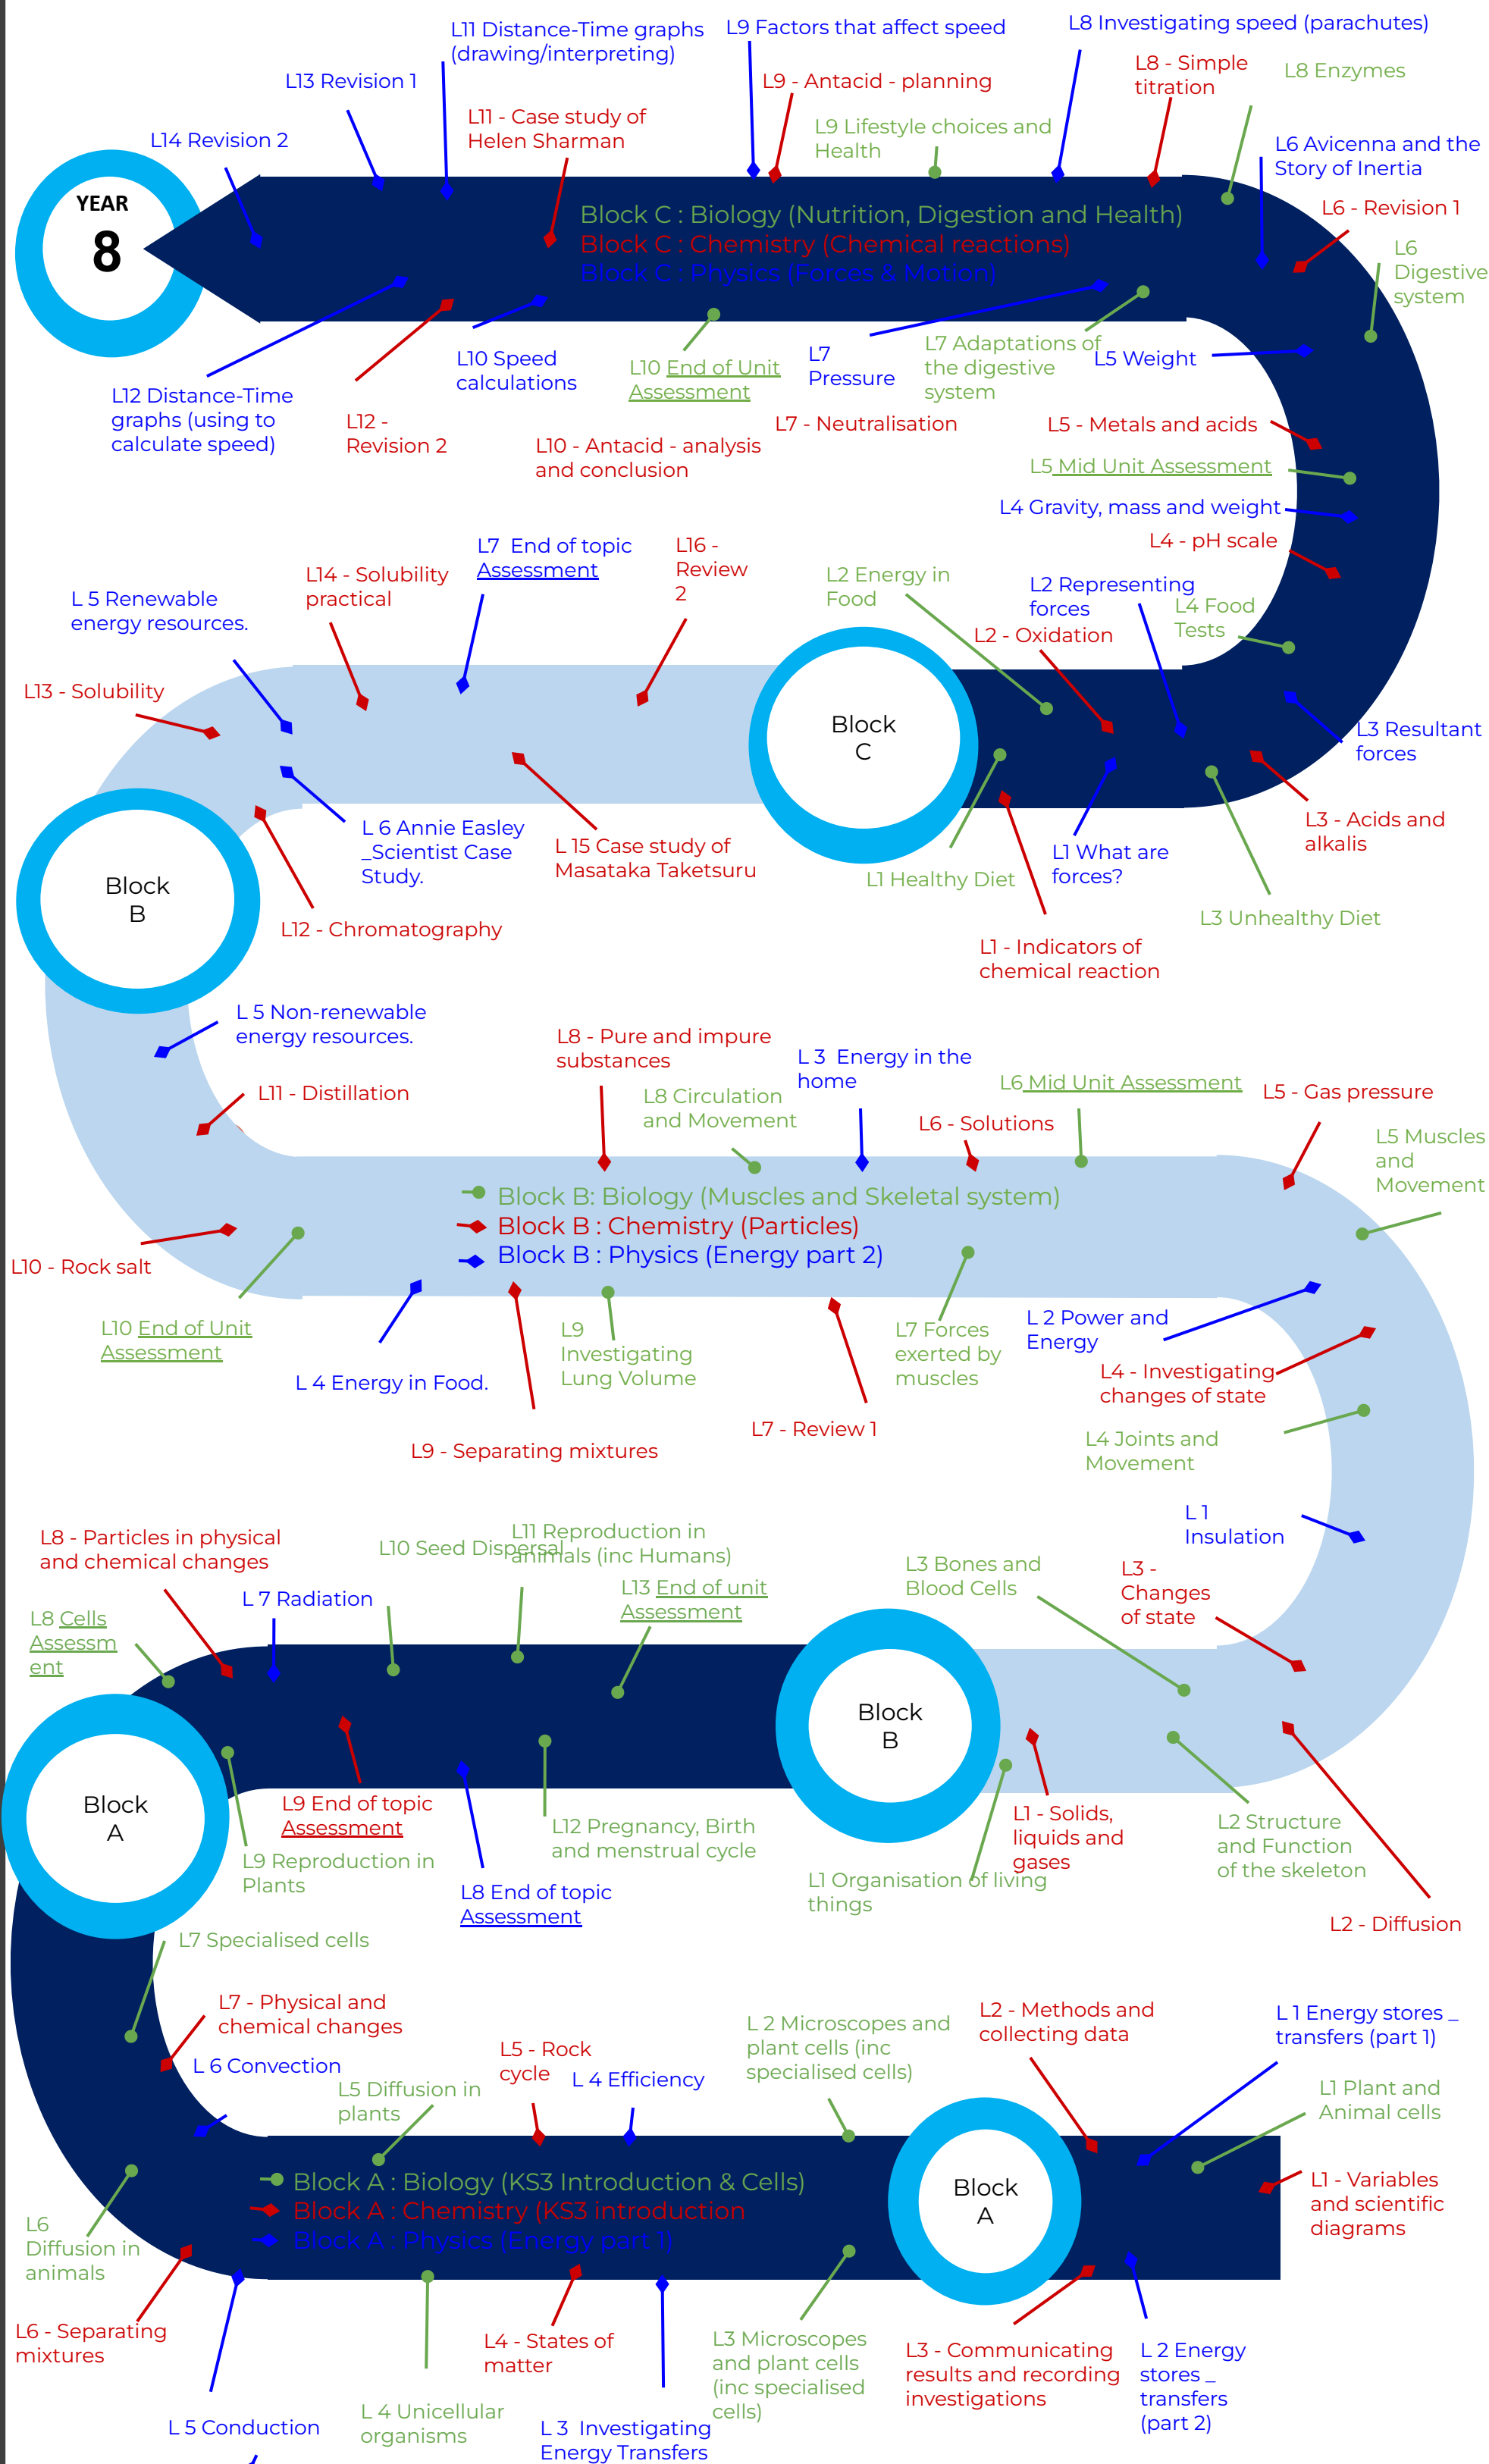 L11 Distance-Time graphs
(drawing/interpreting)
L9 Factors that affect speed
L8 Investigating speed (parachutes)
L13 Revision 1
L9 - Antacid - planning
L8 - Simple
titration
L8 Enzymes
L14 Revision 2
L11 - Case study of
Helen Sharman
L9 Lifestyle choices and
Health
L6 Avicenna and the
Story of Inertia
YEAR
8
Block C : Biology (Nutrition, Digestion and Health)
Block C : Chemistry (Chemical reactions)
Block C : Physics (Forces & Motion)
L6 - Revision 1
L6
Digestive
system
L12 Distance-Time
graphs (using to
calculate speed)
L12 -
Revision 2
L10 Speed
calculations
L10 End of Unit
Assessment
L7
Pressure
L7 Adaptations of
the digestive
system
L5 Weight
L10 - Antacid - analysis
and conclusion
L7 - Neutralisation
L5 - Metals and acids
L5 Mid Unit Assessment
L4 Gravity, mass and weight
L4 - pH scale
L 5 Renewable
energy resources.
L14 - Solubility
practical
L7  End of topic
Assessment
L16 -
Review
2
L2 Energy in
Food
L2 Representing
forces
L2 - Oxidation
L4 Food
Tests
L13 - Solubility
Block
C
L3 Resultant
forces
L 6 Annie Easley
_Scientist Case
Study.
L 15 Case study of
Masataka Taketsuru
L1 Healthy Diet
L1 What are
forces?
L3 - Acids and
alkalis
Block
B
L12 - Chromatography
L1 - Indicators of
chemical reaction
L3 Unhealthy Diet
L 5 Non-renewable
energy resources.
L8 - Pure and impure
substances
L 3  Energy in the
home
L11 - Distillation
L8 Circulation
and Movement
L6 - Solutions
L6 Mid Unit Assessment
L5 - Gas pressure
L5 Muscles
and
Movement
Block B: Biology (Muscles and Skeletal system)
Block B : Chemistry (Particles)
Block B : Physics (Energy part 2)
L10 - Rock salt
L10 End of Unit
Assessment
L 4 Energy in Food.
L9
Investigating
Lung Volume
L7 Forces
exerted by
muscles
L 2 Power and
Energy
L4 - Investigating
changes of state
L9 - Separating mixtures
L7 - Review 1
L4 Joints and
Movement
L8 - Particles in physical
and chemical changes
L10 Seed Dispersal
L11 Reproduction in
animals (inc Humans)
L 1
Insulation
L8 Cells
Assessm
ent
L 7 Radiation
L13 End of unit
Assessment
L3 Bones and
Blood Cells
L3 -
Changes
of state
Block
B
Block
A
L9 End of topic
Assessment
L9 Reproduction in
Plants
L12 Pregnancy, Birth
and menstrual cycle
L8 End of topic
Assessment
L1 - Solids,
liquids and
gases
L1 Organisation of living
things
L2 Structure
and Function
of the skeleton
L2 - Diffusion
L7 Specialised cells
L7 - Physical and
chemical changes
L 6 Convection
L5 Diffusion in
plants
L5 - Rock
cycle
L 4 Efficiency
L 2 Microscopes and
plant cells (inc
specialised cells)
L2 - Methods and
collecting data
L 1 Energy stores _
transfers (part 1)
L1 Plant and
Animal cells
Block A : Biology (KS3 Introduction & Cells)
Block A : Chemistry (KS3 introduction
Block A : Physics (Energy part 1)
Block
A
L1 - Variables
and scientific
diagrams
L6
Diffusion in
animals
L6 - Separating
mixtures
L 5 Conduction
L 4 Unicellular
organisms
L4 - States of
matter
L 3  Investigating
Energy Transfers
L3 Microscopes
and plant cells
(inc specialised
cells)
L3 - Communicating
results and recording
investigations
L 2 Energy
stores _
transfers
(part 2)